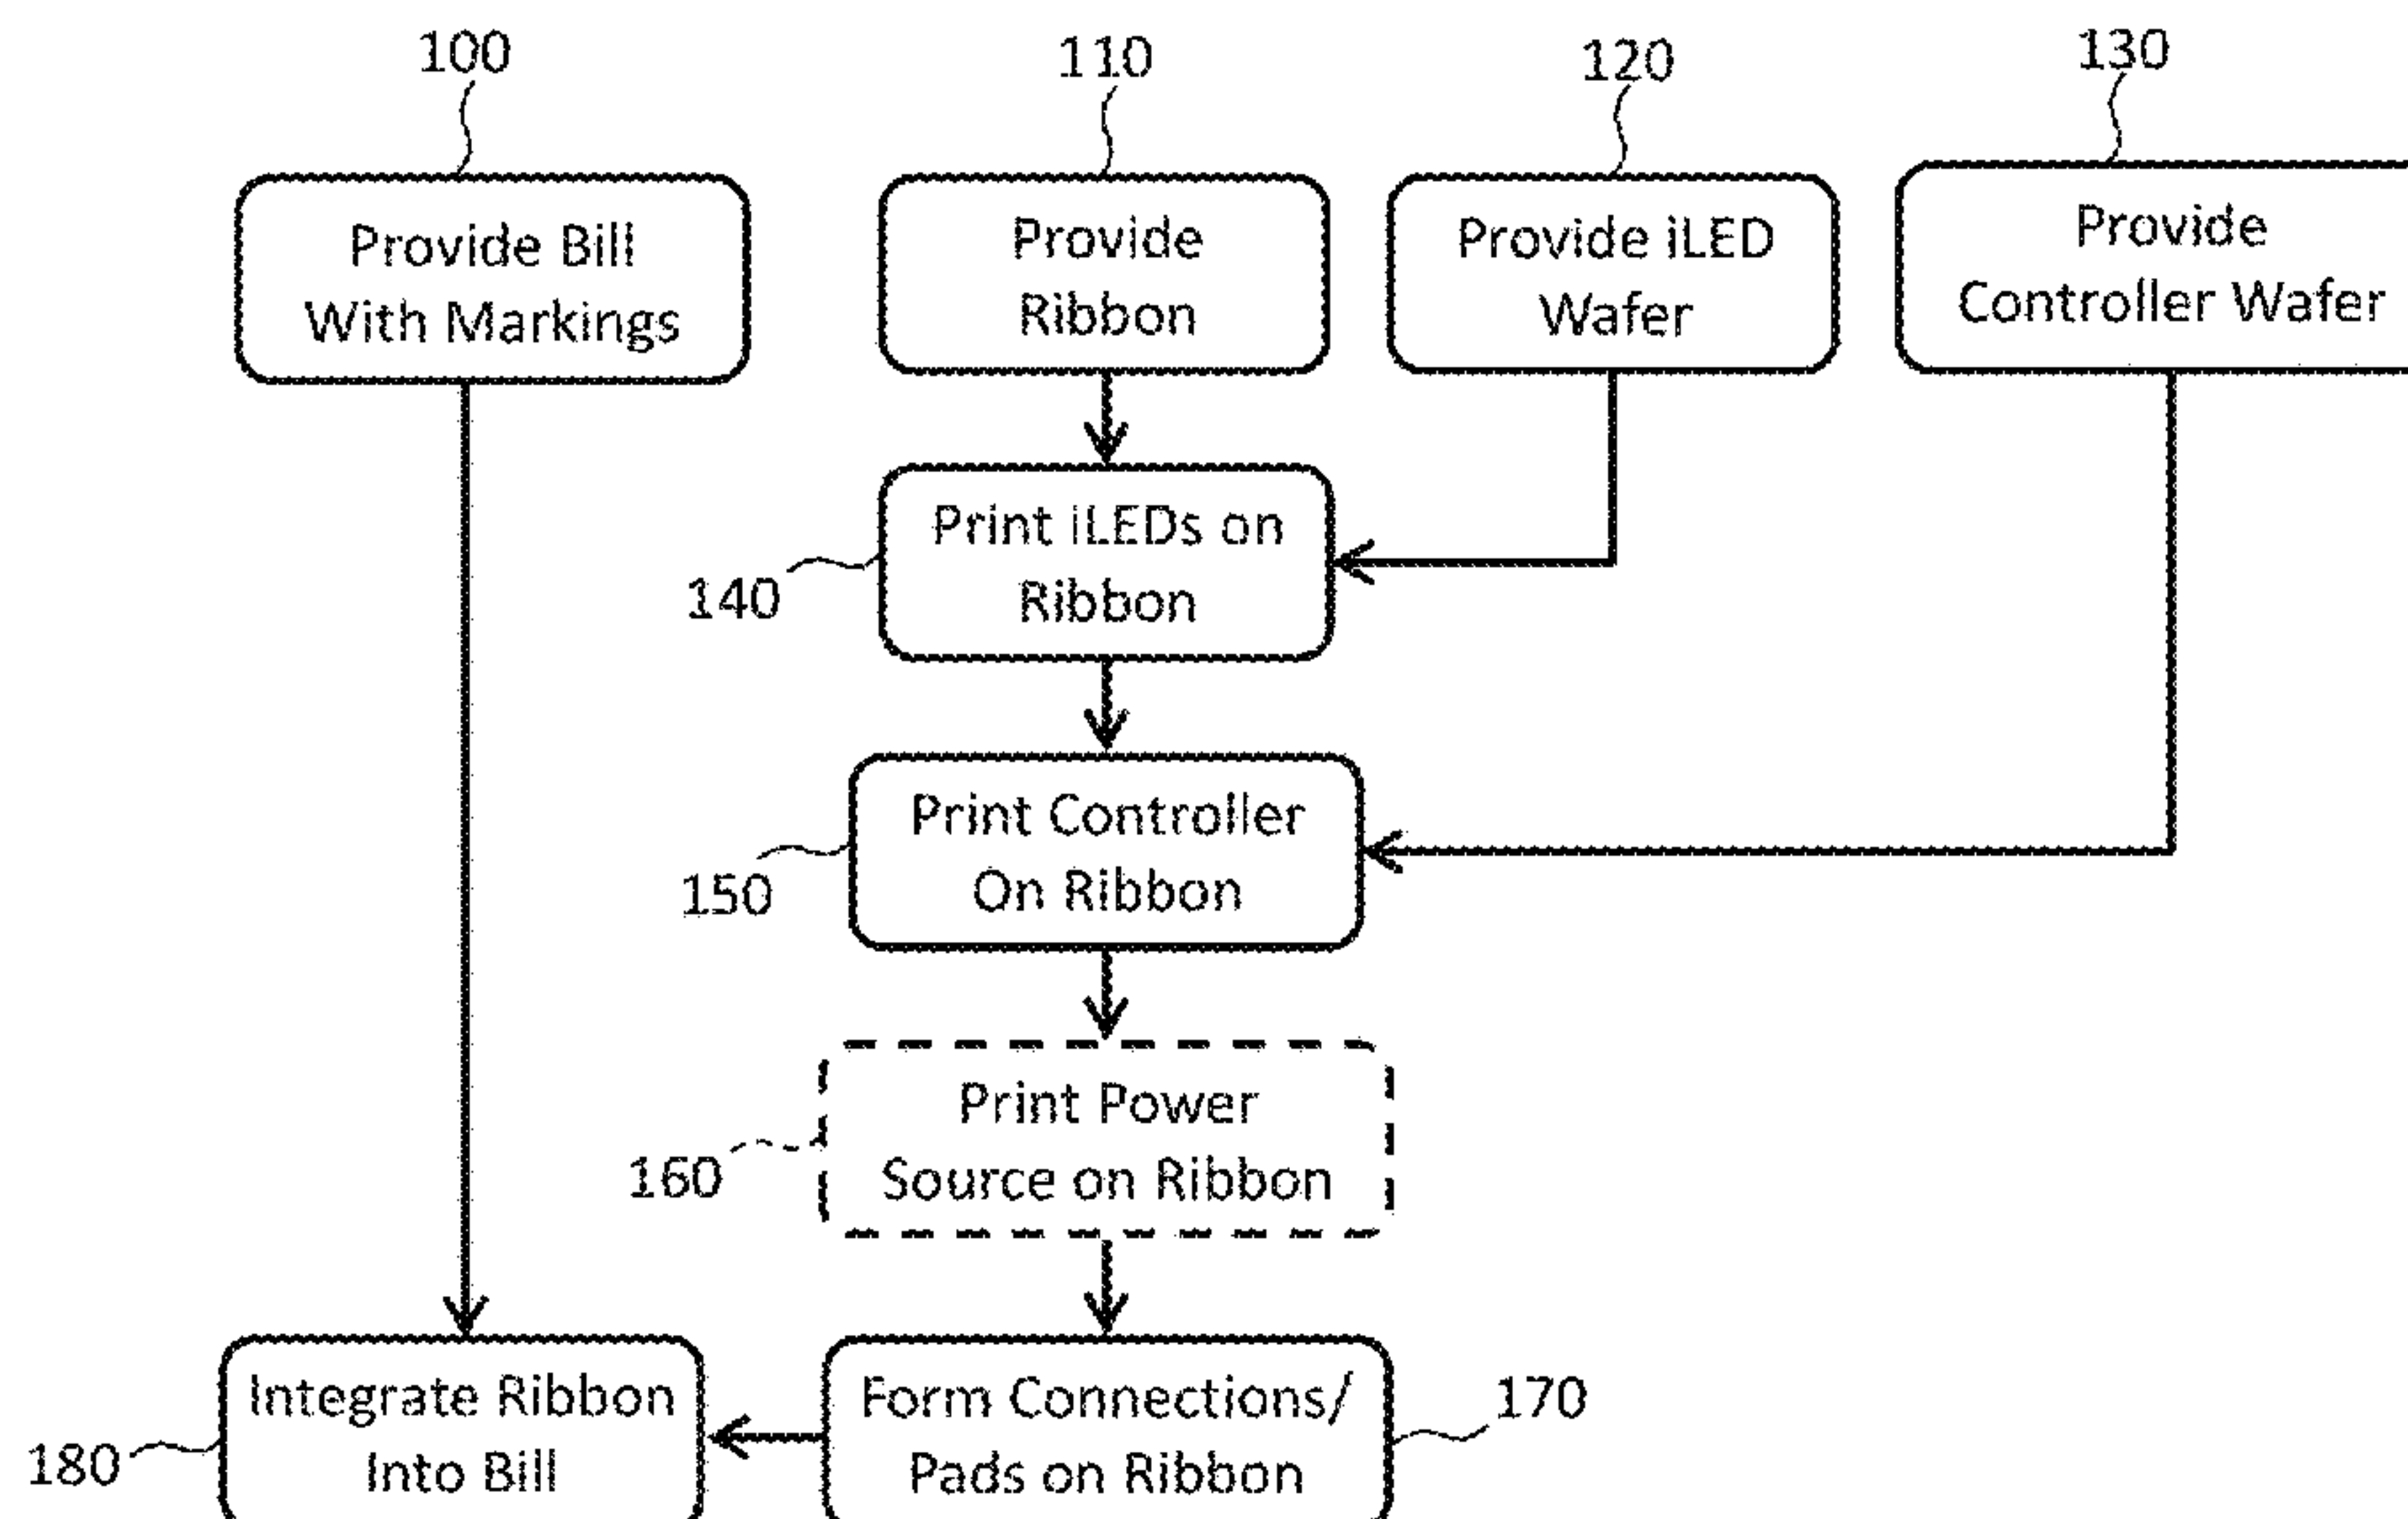 100
110
120
130
Provide Bill
With Markings
Provide
Ribbon
Provide iLED
Wafer
Provide
Controller Wafer
Print iLEDs on
Ribbon
140
Print Controller
On Ribbon
150
Print Power
Source on Ribbon
160
Integrate Ribbon
Into Bill
180
Form Connections/
Pads on Ribbon
170